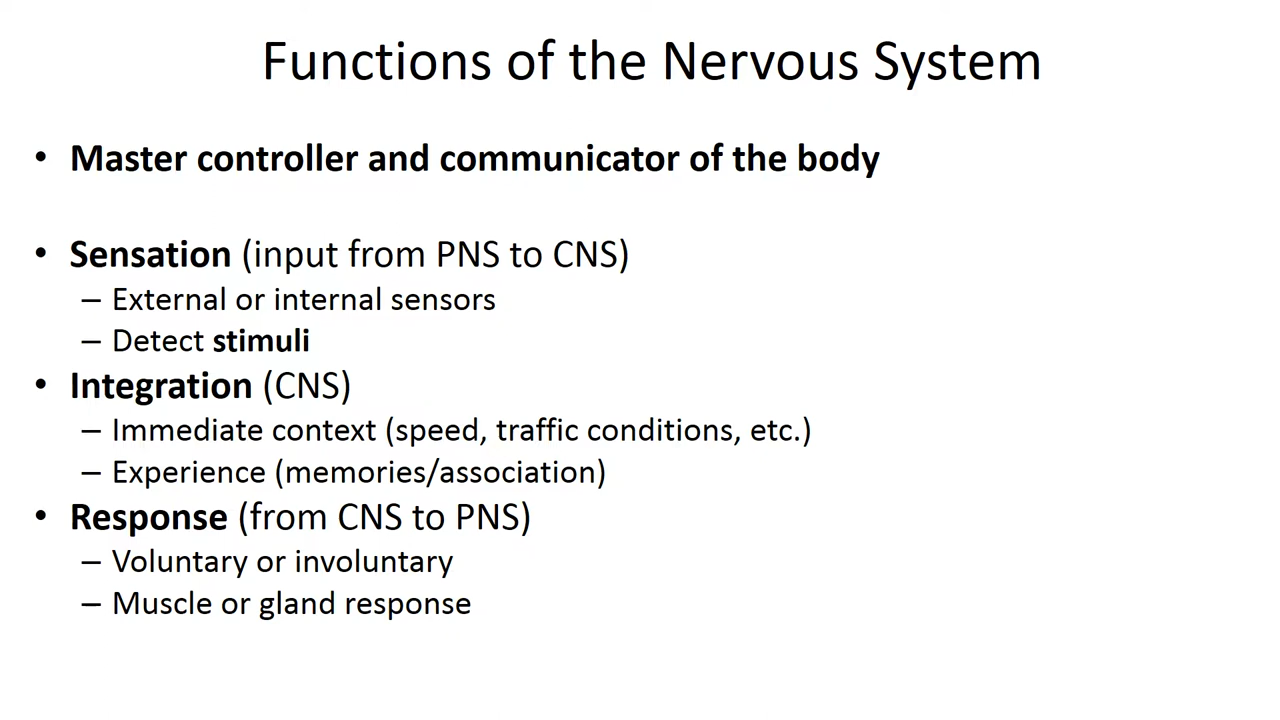 Functions of the Nervous System
• Master controller and communicator of the body
• Sensation (input from PNS to CNS)
– External or internal sensors
– Detect stimuli
• Integration (CNS)
– Immediate context (speed, traffic conditions, etc.)
– Experience (memories/association)
• Response (from CNS to PNS)
– Voluntary or involuntary
– Muscle or gland response